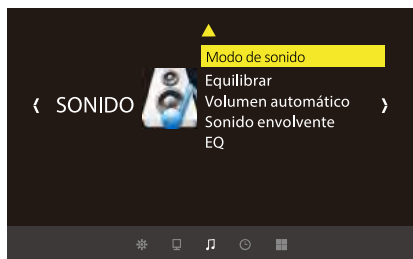 Modo de sonido
SONIDO
Equilibrar
Volumen automático
Sonido envolvente
EQ